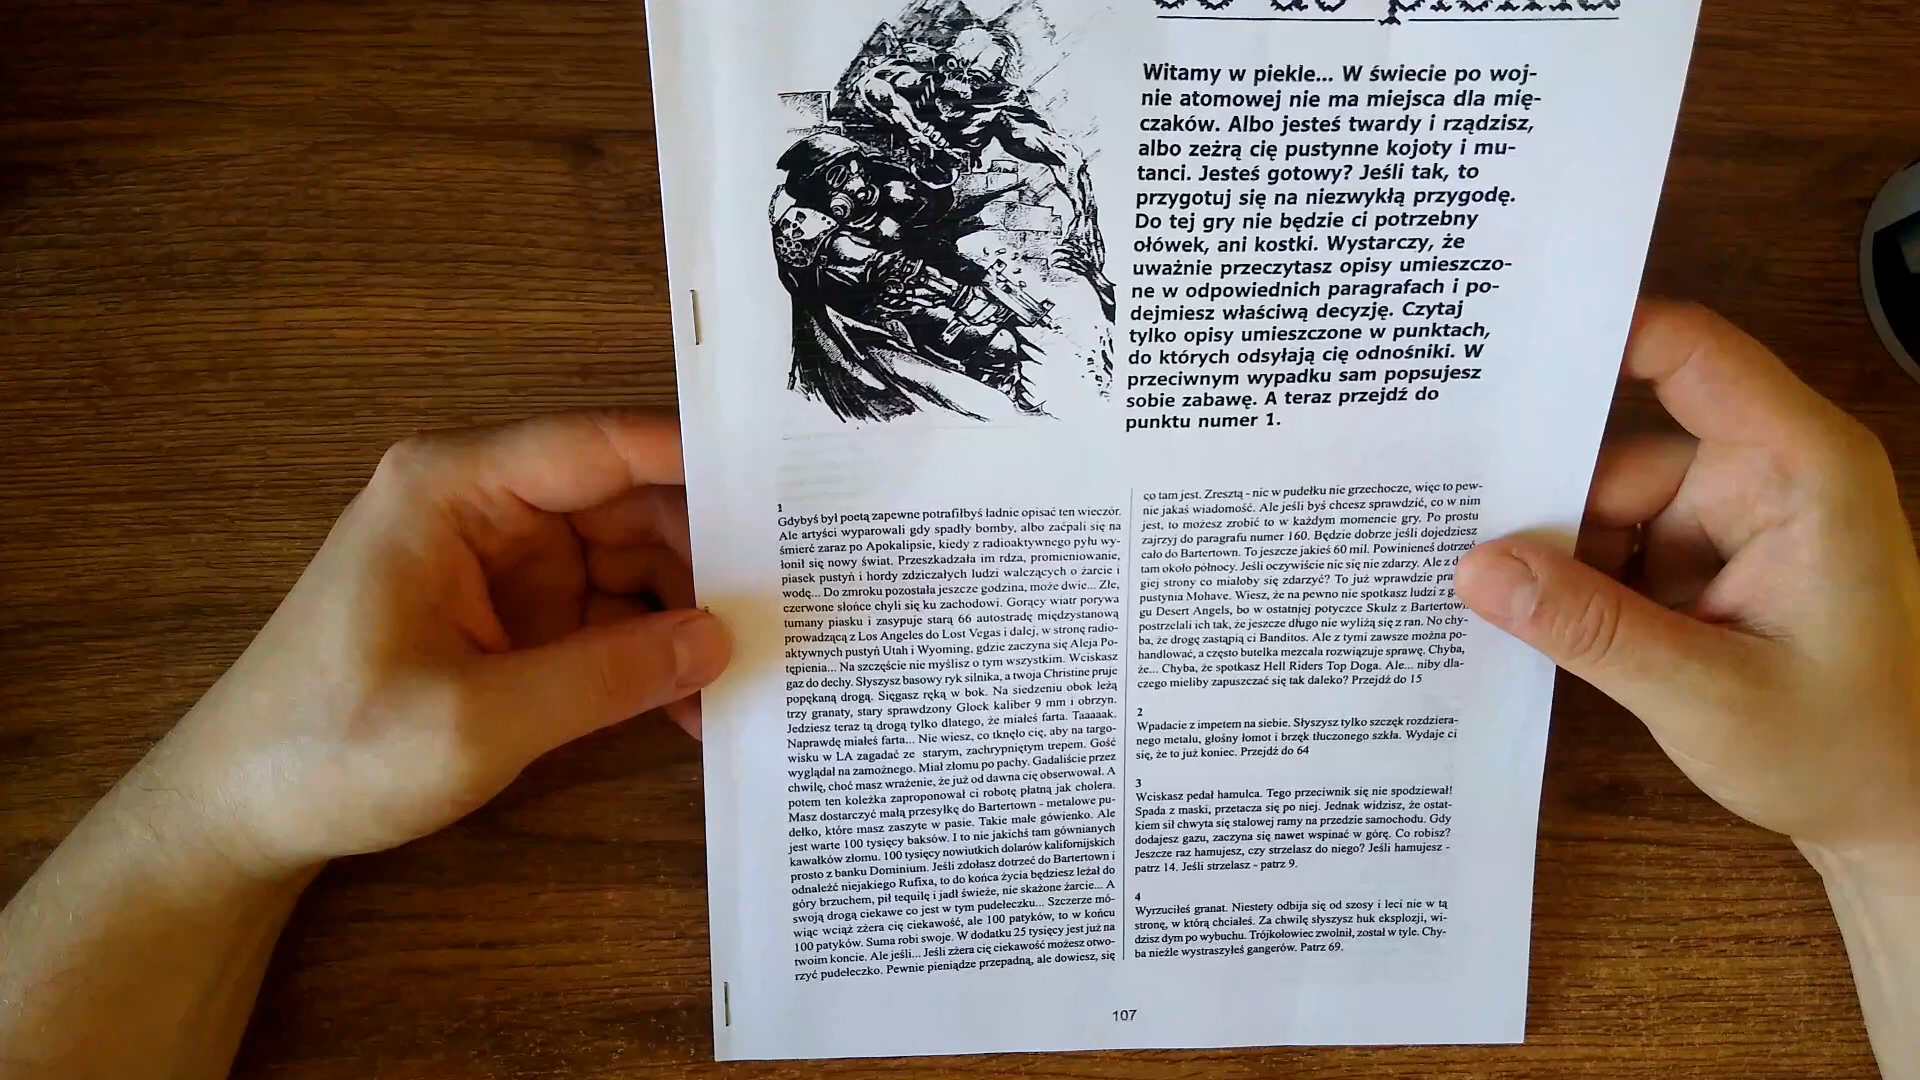 Witamy w piekle... W świecie po woj-
nie atomowej nie ma miejsca dla mię-
czaków. Albo jesteś twardy i rządzisz,
albo zeżrą cię pustynne kojoty i mu-
tanci. Jesteś gotowy? Jeśli tak, to
przygotuj się na niezwykłą przygodę.
Do tej gry nie będzie ci potrzebny
ołówek, ani kostki. Wystarczy, że
uważnie przeczytasz opisy umieszczo-
ne w odpowiednich paragrafach i po-
dejmiesz właściwą decyzję. Czytaj
tylko opisy umieszczone w punktach,
do których odsyłają cię odnośniki. W
przeciwnym wypadku sam popsujesz
sobie zabawę. A teraz przejdź do
punktu numer 1.
1
Gdybyś był poetą zapewne potrafiłbyś ładnie opisać ten wieczór.
Ale artyści wyparowali gdy spadły bomby, albo zaćpali się na
śmierć zaraz po Apokalipsie, kiedy z radioaktywnego pyłu wy-
łonił się nowy świat. Przeszkadzała im rdza, promieniowanie,
piasek pustyń i hordy zdziczałych ludzi walczących o żarcie i
wodę... Do zmroku pozostała jeszcze godzina, może dwie... Złe,
czerwone słońce chyli się ku zachodowi. Gorący wiatr porywa
tumany piasku i zasypuje starą 66 autostradę międzystanową
prowadzącą z Los Angeles do Lost Vegas i dalej, w stronę radio-
aktywnych pustyń Utah i Wyoming, gdzie zaczyna się Aleja Po-
tępienia... Na szczęście nie myślisz o tym wszystkim. Wciskasz
gaz do dechy. Słyszysz basowy ryk silnika, a twoja Christine pruje
popękaną drogą. Sięgasz ręką w bok. Na siedzeniu obok leżą
trzy granaty, stary sprawdzony Glock kaliber 9 mm i obrzyn.
Jedziesz teraz tą drogą tylko dlatego, że miałeś farta. Taaaaak.
Naprawdę miałeś farta... Nie wiesz, co tknęło cię, aby na targo-
wisku w LA zagadać ze starym, zachrypniętym trepem. Gość
wyglądał na zamożnego. Miał złomu po pachy. Gadaliście przez
chwilę, choć masz wrażenie, że już od dawna cię obserwował. A
potem ten koleżka zaproponował ci robotę płatną jak cholera.
Masz dostarczyć małą przesyłkę do Bartertown - metalowe pu-
dełko, które masz zaszyte w pasie. Takie małe gówienko. Ale
jest warte 100 tysięcy baksów. I to nie jakichś tam gównianych
kawałków złomu. 100 tysięcy nowiutkich dolarów kalifornijskich
prosto z banku Dominium. Jeśli zdołasz dotrzeć do Bartertown i
odnaleźć niejakiego Rufixa, to do końca życia będziesz leżał do
góry brzuchem, pił tequilę i jadł świeże, nie skażone żarcie... A
swoją drogą ciekawe co jest w tym pudełeczku... Szczerze mó-
wiąc wciąż zżera cię ciekawość, ale 100 patyków, to w końcu
100 patyków. Suma robi swoje. W dodatku 25 tysięcy jest już na
twoim koncie. Ale jeśli... Jeśli zżera cię ciekawość możesz otwo-
rzyć pudełeczko. Pewnie pieniądze przepadną, ale dowiesz, się
co tam jest. Zresztą - nic w pudełku nie grzechocze, więc to pew-
nie jakaś wiadomość. Ale jeśli byś chcesz sprawdzić, co w nim
jest, to możesz zrobić to w każdym momencie gry. Po prostu
zajrzyj do paragrafu numer 160. Będzie dobrze jeśli dojedziesz
cało do Bartertown. To jeszcze jakieś 60 mil. Powinieneś dotrzeć
tam około północy. Jeśli oczywiście nic się nie zdarzy. Ale z
giej strony co miałoby się zdarzyć? To już wprawdzie
pustynia Mohave. Wiesz, że na pewno nie spotkasz ludzi z
gu Desert Angels, bo w ostatniej potyczce Skulz z Bartertown
postrzelali ich tak, że jeszcze długo nie wyliżą się z ran. No chy-
ba, że drogę zastąpią ci Banditos. Ale z tymi zawsze można po-
handlować, a często butelka mezcala rozwiązuje sprawę. Chyba,
że... Chyba, że spotkasz Hell Riders Top Doga. Ale... niby dla-
czego mieliby zapuszczać się tak daleko? Przejdź do 15
2
Wpadacie z impetem na siebie. Słyszysz tylko szczęk rozdziera-
nego metalu, głośny łomot i brzęk tłuczonego szkła. Wydaje ci
się, że to już koniec. Przejdź do 64
3
Wciskasz pedał hamulca. Tego przeciwnik się nie spodziewał!
Spada z maski, przetacza się po niej. Jednak widzisz, że ostat-
kiem sił chwyta się stalowej ramy na przedzie samochodu. Gdy
dodajesz gazu, zaczyna się nawet wspinać w górę. Co robisz?
Jeszcze raz hamujesz, czy strzelasz do niego? Jeśli hamujesz -
patrz 14. Jeśli strzelasz - patrz 9.
4
Wyrzuciłeś granat. Niestety odbija się od szosy i leci nie w tą
stronę, w którą chciałeś. Za chwilę słyszysz huk eksplozji, wi-
dzisz dym po wybuchu. Trójkołowiec zwolnił, został w tyle. Chy-
ba nieźle wystraszyłeś gangerów. Patrz 69.
107